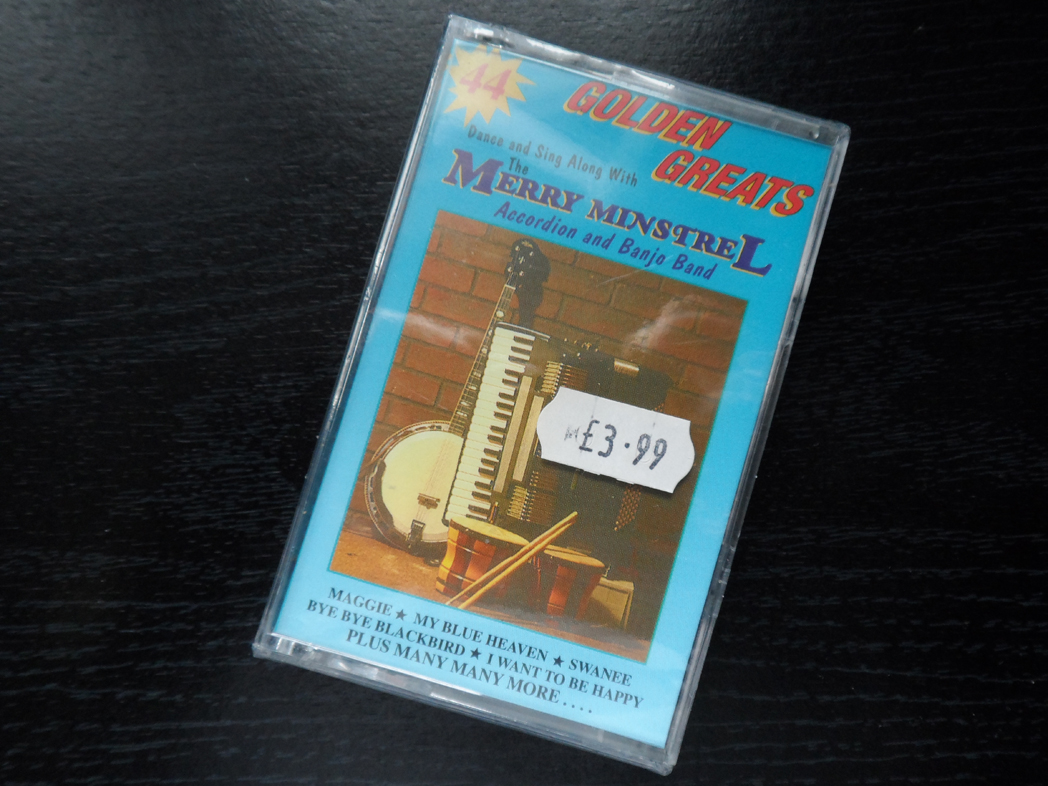 44
GOLDEN
GREATS
Dance and Sing Along With
The
MERRY MINSTREL
Accordion and Banjo Band
£3.99
MAGGIE ★ MY BLUE HEAVEN ★ SWANEE
BYE BYE BLACKBIRD ★ I WANT TO BE HAPPY
PLUS MANY MANY MORE ....